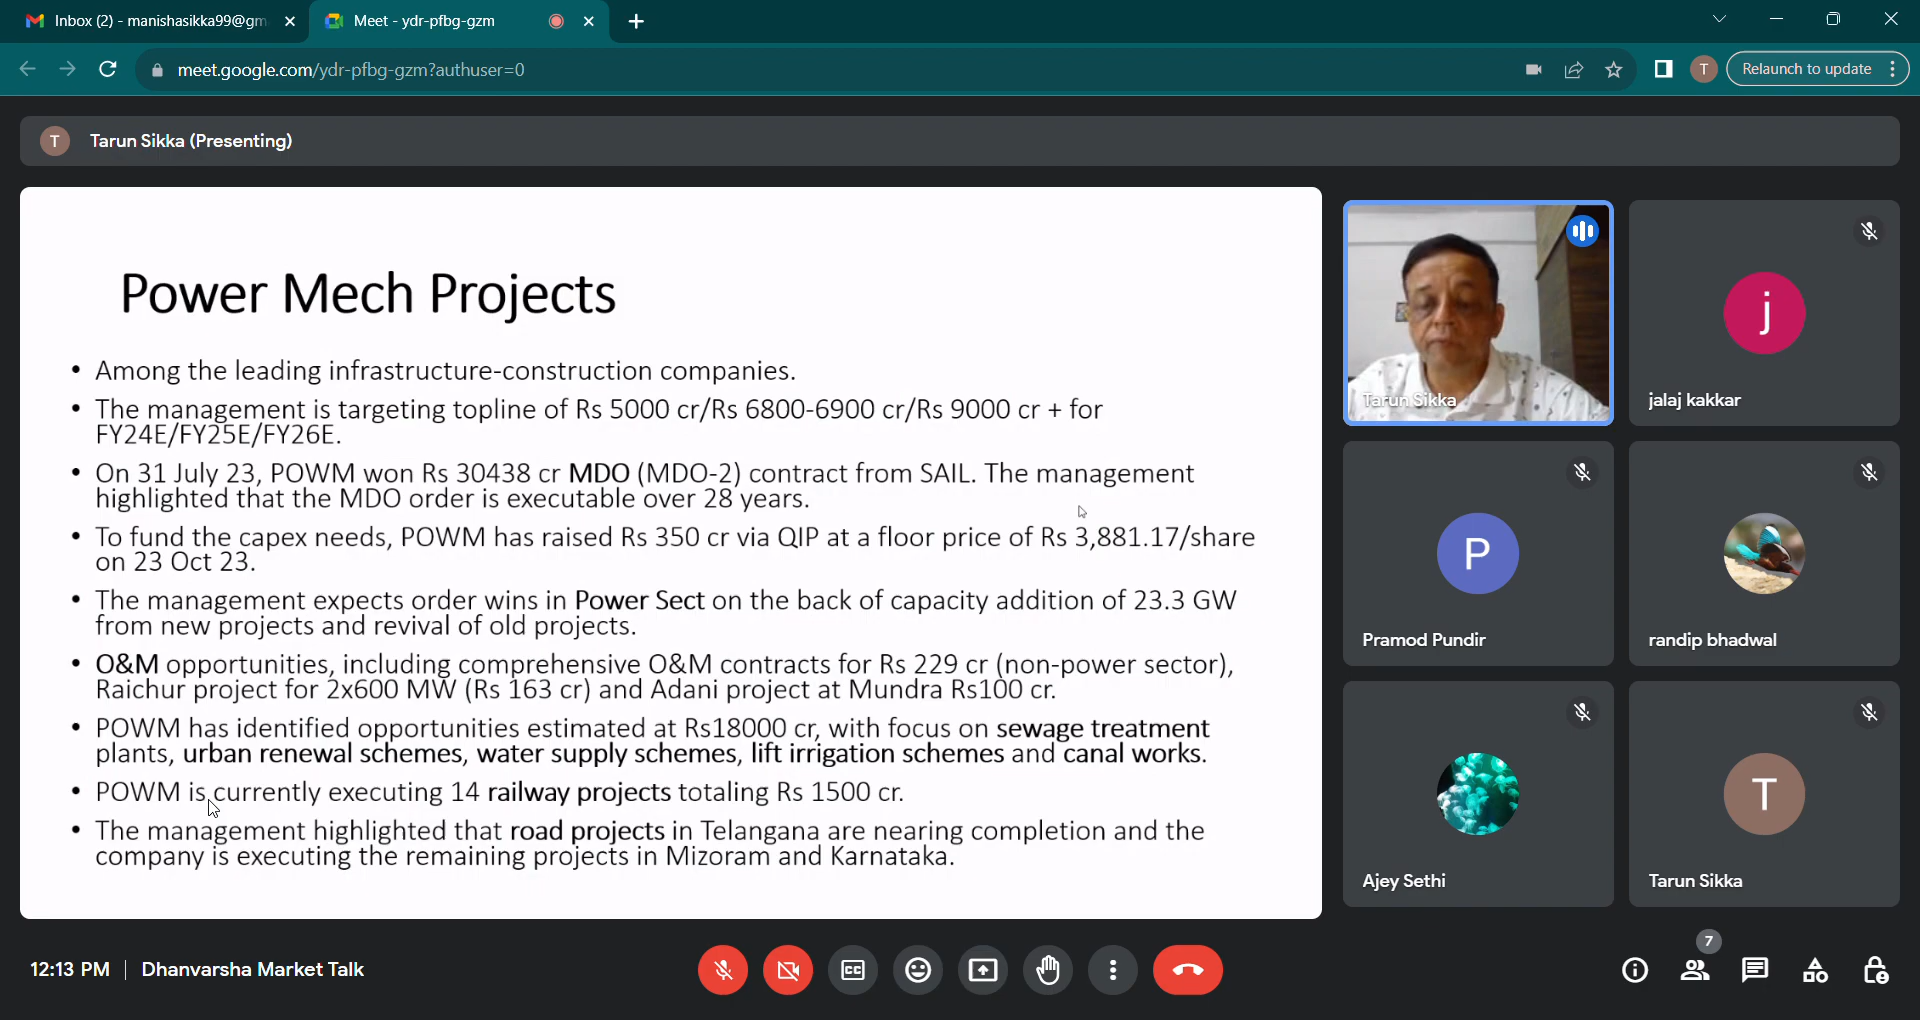 Inbox (2) - manishasikka99@gm
Meet - ydr-pfbg-gzm
meet.google.com/ydr-pfbg-gzm?authuser=0
T
Relaunch to update
T
Tarun Sikka (Presenting)
Power Mech Projects
• Among the leading infrastructure-construction companies.
• The management is targeting topline of Rs 5000 cr/Rs 6800-6900 cr/Rs 9000 cr + for
FY24E/FY25E/FY26E.
• On 31 July 23, POWM won Rs 30438 cr MDO (MDO-2) contract from SAIL. The management
highlighted that the MDO order is executable over 28 years.
• To fund the capex needs, POWM has raised Rs 350 cr via QIP at a floor price of Rs 3,881.17/share
on 23 Oct 23.
• The management expects order wins in Power Sect on the back of capacity addition of 23.3 GW
from new projects and revival of old projects.
• O&M opportunities, including comprehensive O&M contracts for Rs 229 cr (non-power sector),
Raichur project for 2x600 MW (Rs 163 cr) and Adani project at Mundra Rs100 cr.
• POWM has identified opportunities estimated at Rs18000 cr, with focus on sewage treatment
plants, urban renewal schemes, water supply schemes, lift irrigation schemes and canal works.
• POWM is currently executing 14 railway projects totaling Rs 1500 cr.
• The management highlighted that road projects in Telangana are nearing completion and the
company is executing the remaining projects in Mizoram and Karnataka.
Tarun Sikka
j
jalaj kakkar
P
Pramod Pundir
randip bhadwal
Ajey Sethi
T
Tarun Sikka
12:13 PM | Dhanvarsha Market Talk
CC
7